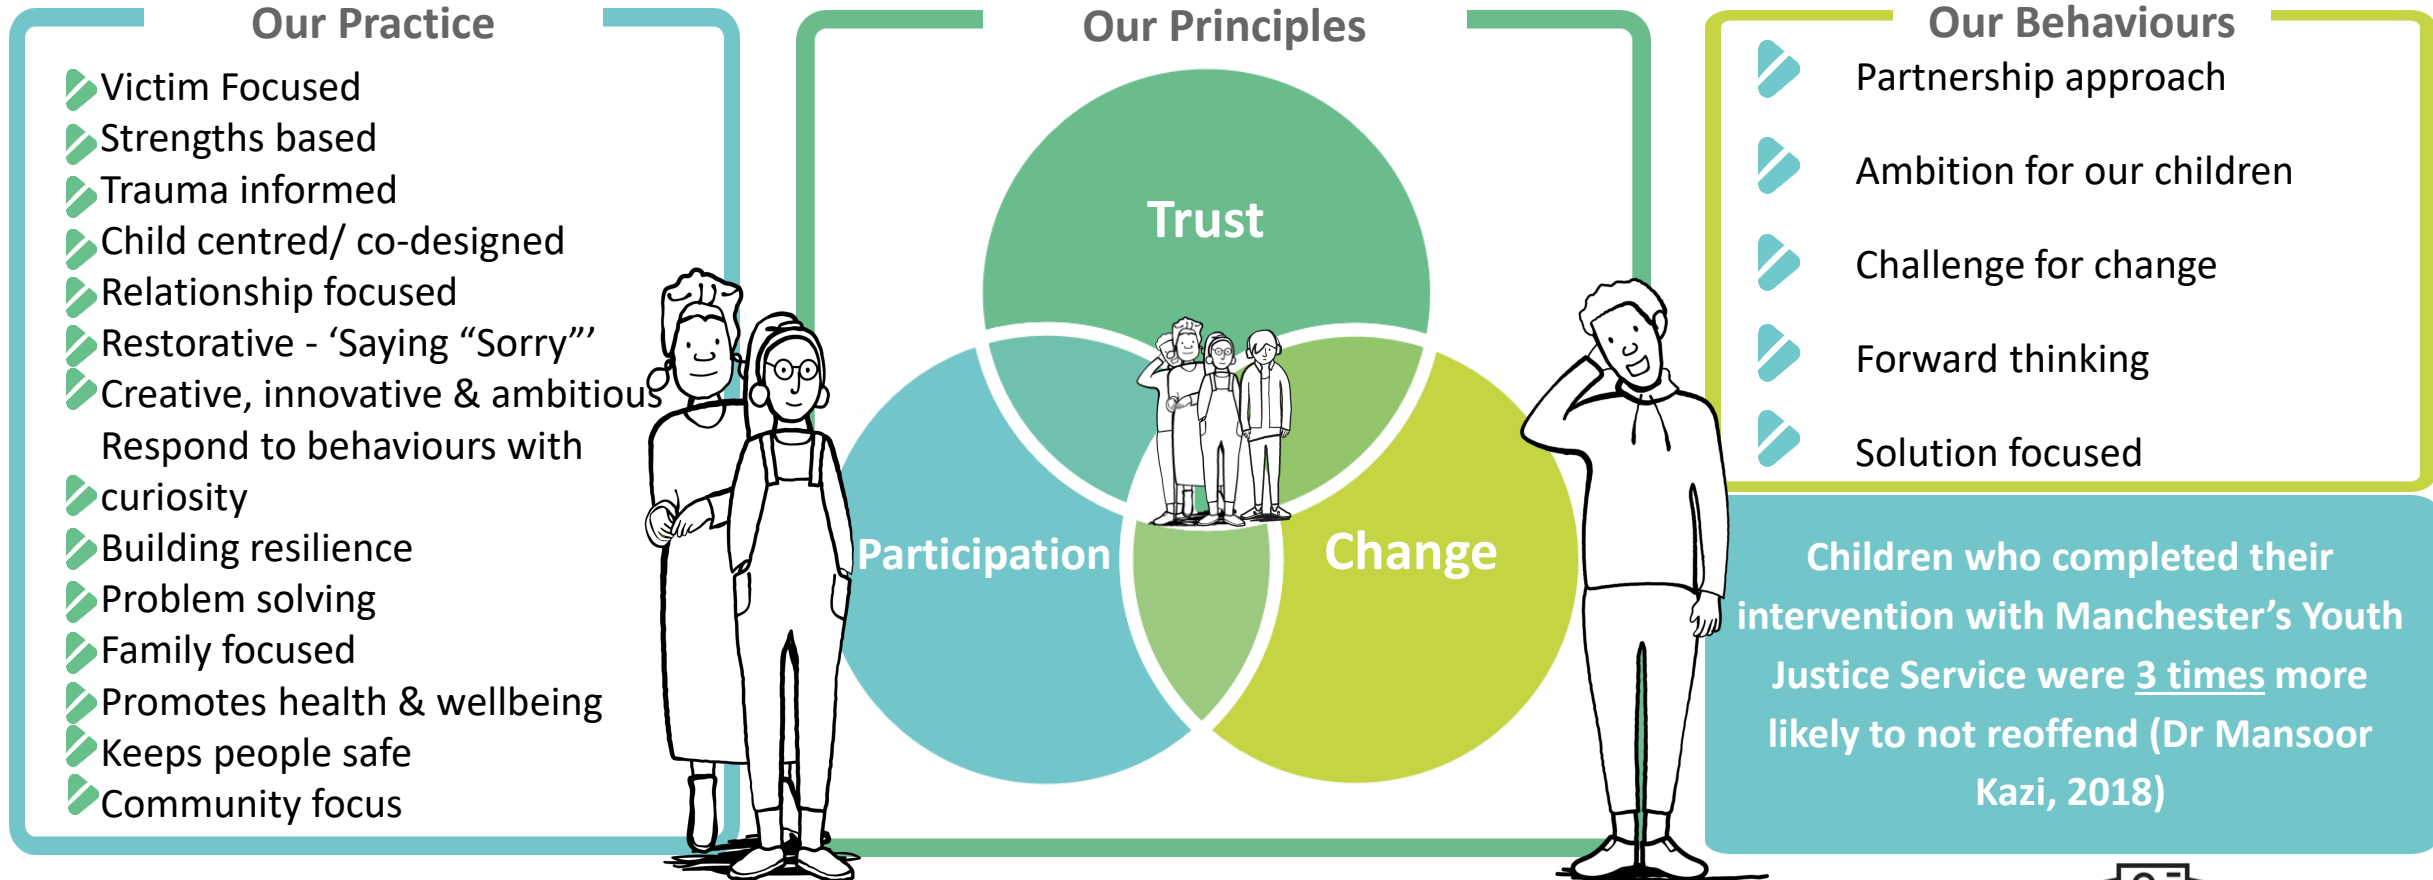 Our Practice
Victim Focused
Strengths based
Trauma informed
Child centred/ co-designed
Relationship focused
Restorative - ‘Saying “Sorry”’
Creative, innovative & ambitious
Respond to behaviours with
curiosity
Building resilience
Problem solving
Family focused
Promotes health & wellbeing
Keeps people safe
Community focus
Our Principles
Trust
Participation
Change
Our Behaviours
Partnership approach
Ambition for our children
Challenge for change
Forward thinking
Solution focused
Children who completed their
intervention with Manchester’s Youth
Justice Service were 3 times more
likely to not reoffend (Dr Mansoor
Kazi, 2018)